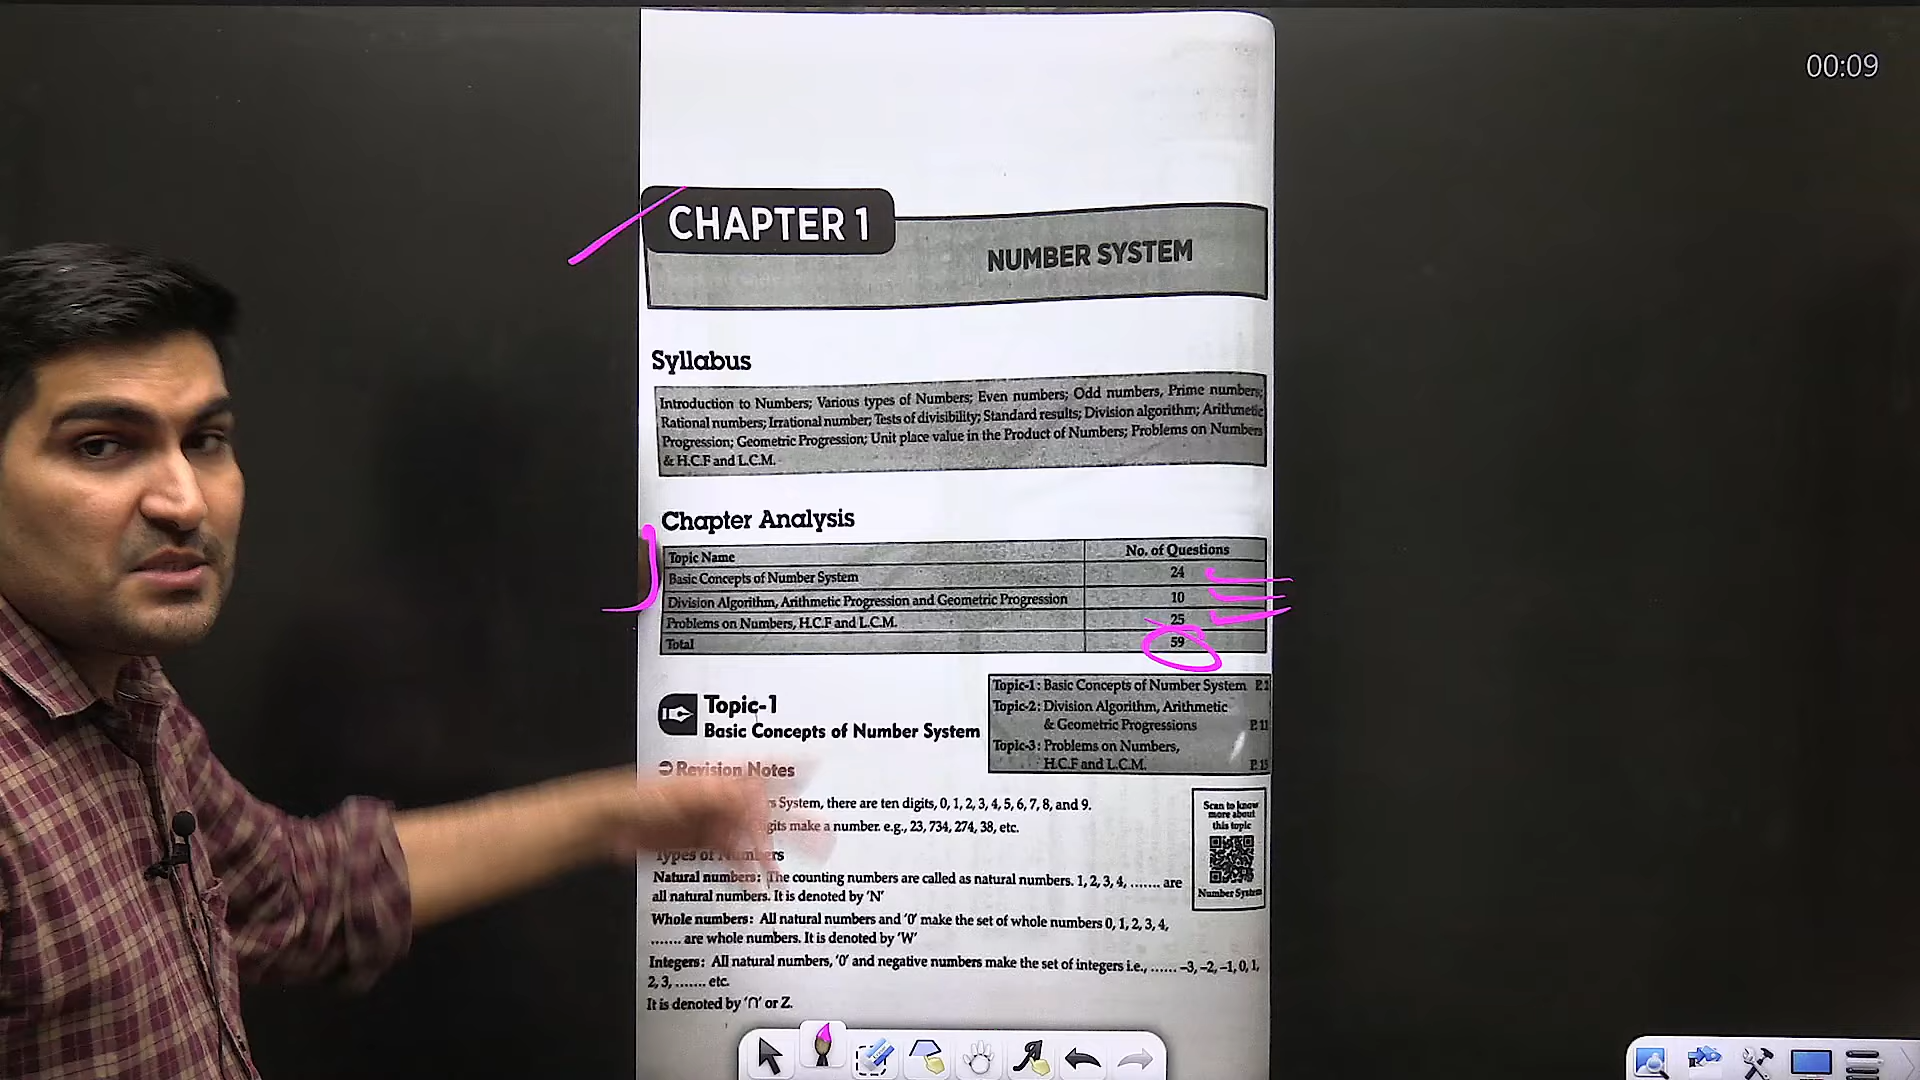 00:09
CHAPTER 1
NUMBER SYSTEM
Syllabus
Introduction to Numbers; Various types of Numbers; Even numbers; Odd numbers, Prime numbers;
Rational numbers; Irrational number; Tests of divisibility; Standard results; Division algorithm; Arithmetic
Progression; Geometric Progression; Unit place value in the Product of Numbers; Problems on Numbers
& H.C.F and L.C.M.
Chapter Analysis
Topic Name No. of Questions
Basic Concepts of Number System 24
Division Algorithm, Arithmetic Progression and Geometric Progression 10
Problems on Numbers, H.C.F and L.C.M. 25
Total 59
Topic-1
Basic Concepts of Number System
Topic-1: Basic Concepts of Number System
Topic-2: Division Algorithm, Arithmetic
& Geometric Progressions P.11
Topic-3: Problems on Numbers,
H.C.F and L.C.M. P.15
Revision Notes
System, there are ten digits, 0, 1, 2, 3, 4, 5, 6, 7, 8, and 9.
make a number. e.g., 23, 734, 274, 38, etc.
Types of Numbers
Natural numbers: The counting numbers are called as natural numbers. 1, 2, 3, 4, ....... are
all natural numbers. It is denoted by 'N'
Whole numbers: All natural numbers and '0' make the set of whole numbers 0, 1, 2, 3, 4,
....... are whole numbers. It is denoted by 'W'
Integers: All natural numbers, '0' and negative numbers make the set of integers i.e., ...... –3, –2, –1, 0, 1,
2, 3, ....... etc.
It is denoted by '∩' or Z.
Scan to know
more about
this topic
Number System